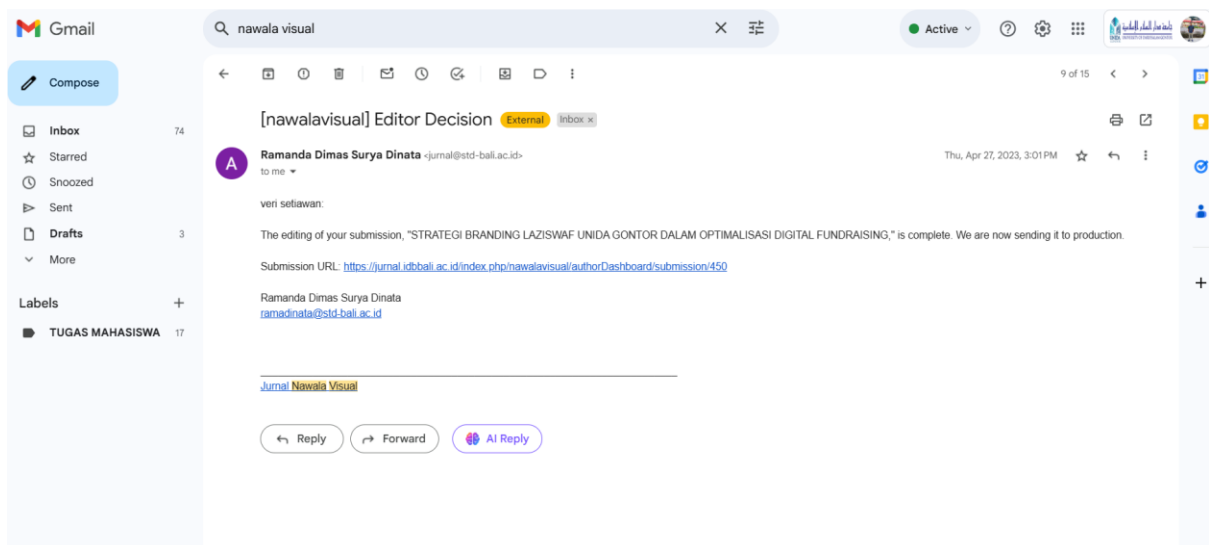 Gmail
nawala visual
Active
Compose
9 of 15
Inbox 74
Starred
Snoozed
Sent
Drafts 3
More
Labels
TUGAS MAHASISWA 17
[nawalavisual] Editor Decision External Inbox x
Ramanda Dimas Surya Dinata <jurnal@std-bali.ac.id> Thu, Apr 27, 2023, 3:01 PM
to me
veri setiawan:
The editing of your submission, "STRATEGI BRANDING LAZISWAF UNIDA GONTOR DALAM OPTIMALISASI DIGITAL FUNDRAISING," is complete. We are now sending it to production.
Submission URL: https://jurnal.idbbali.ac.id/index.php/nawalavisual/authorDashboard/submission/450
Ramanda Dimas Surya Dinata
ramadinata@std-bali.ac.id
Jurnal Nawala Visual
Reply Forward AI Reply
A
31